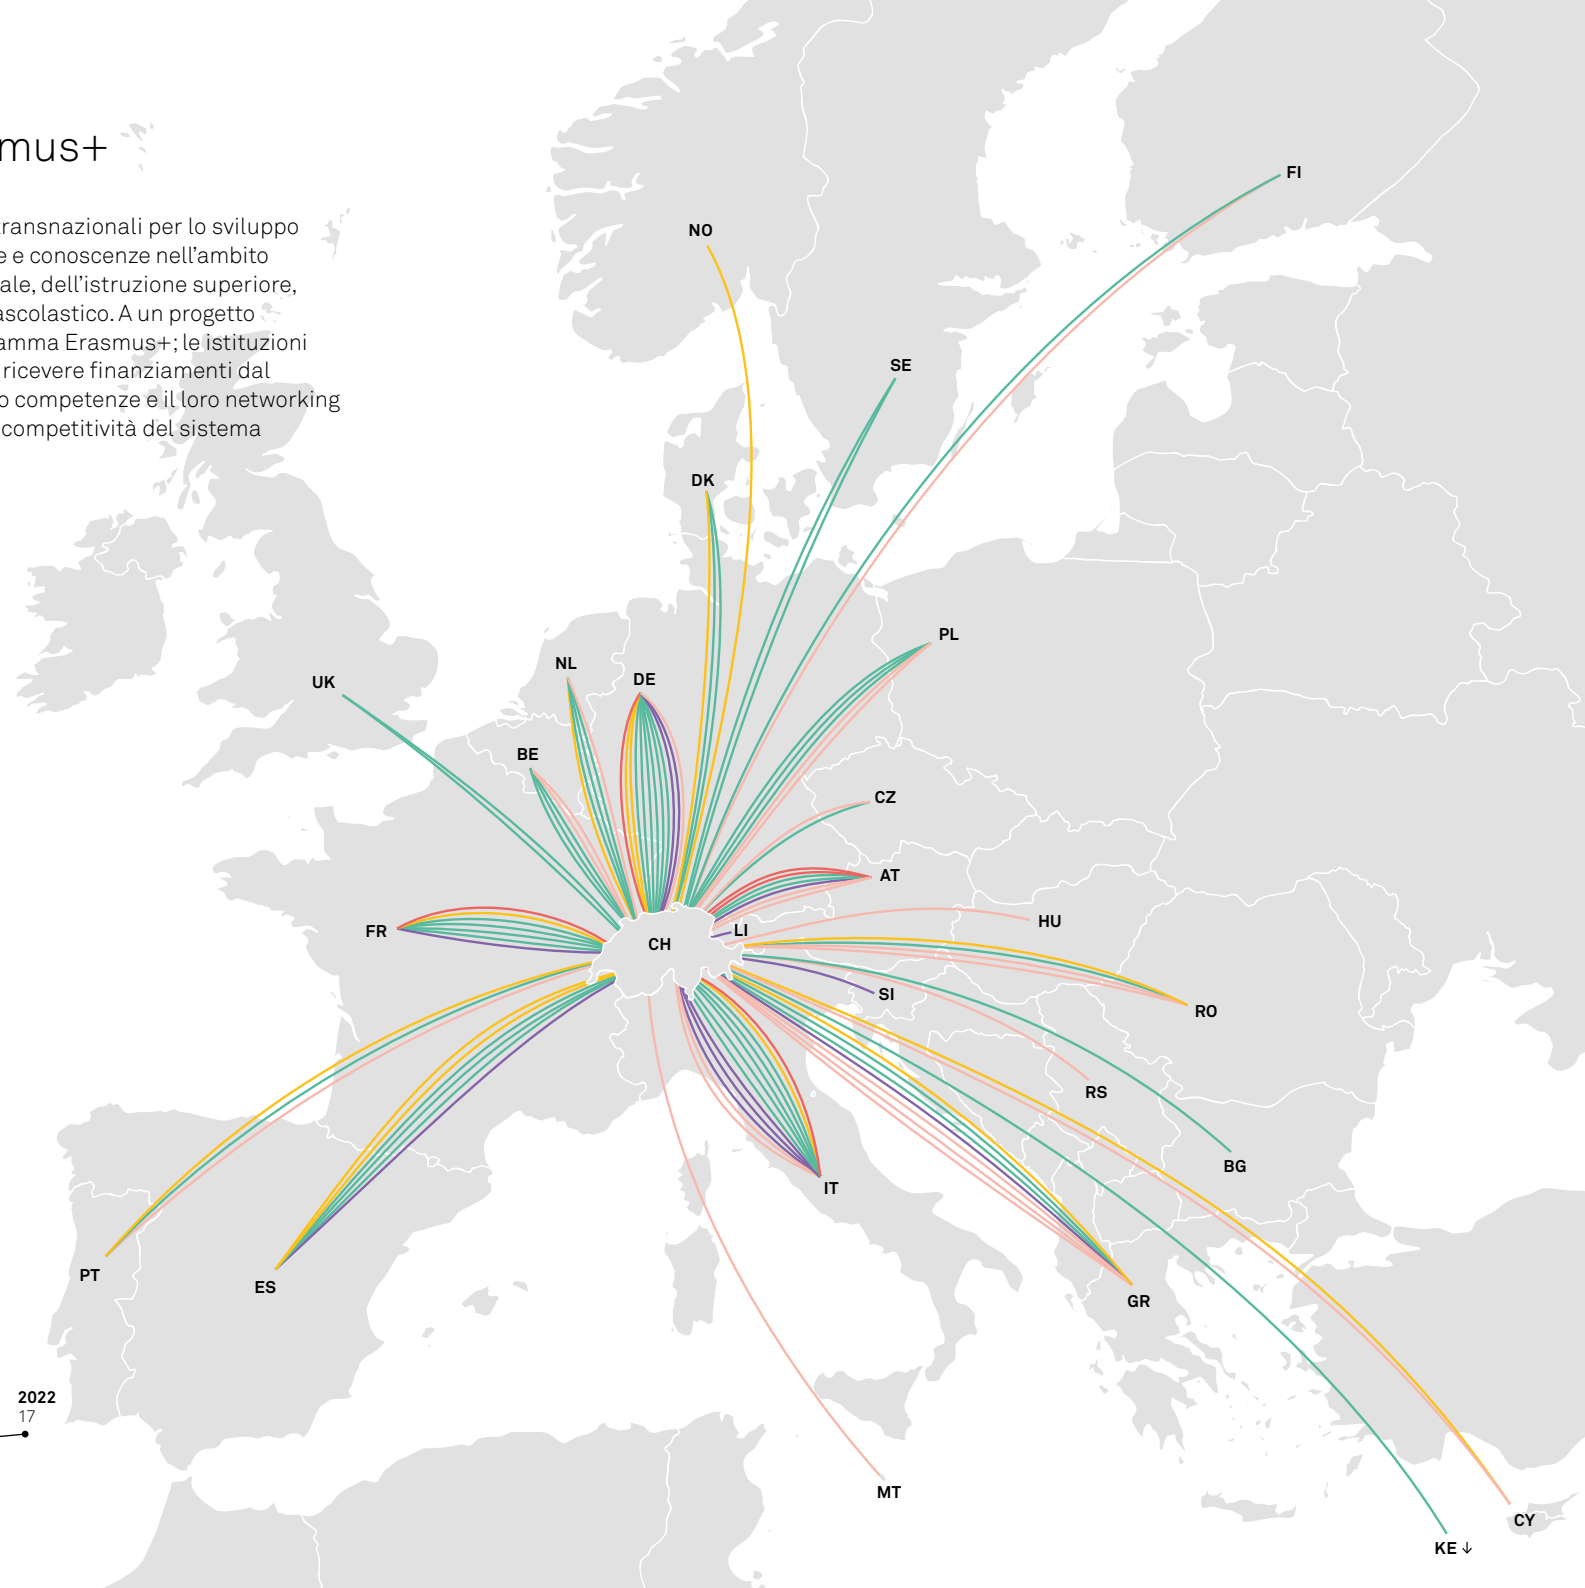 mus+
transnazionali per lo sviluppo
e e conoscenze nell’ambito
ale, dell’istruzione superiore,
ascolastico. A un progetto
amma Erasmus+; le istituzioni
ricevere finanziamenti dal
o competenze e il loro networking
competitività del sistema
FI
NO
SE
DK
PL
NL
DE
UK
BE
CZ
AT
HU
FR
LI
CH
SI
RO
RS
BG
IT
PT
ES
GR
2022
17
MT
CY
KE ↓